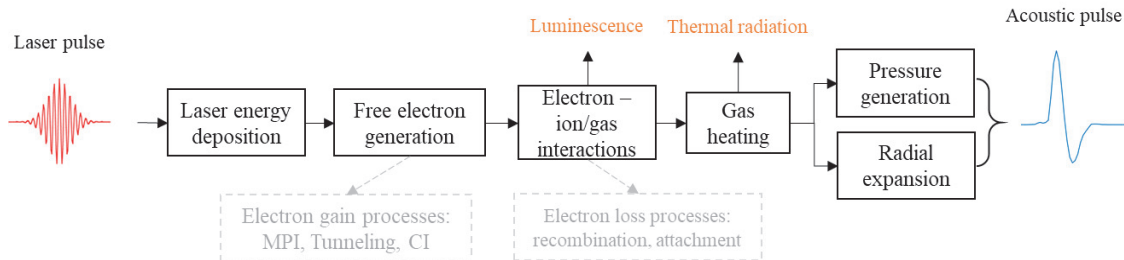 Laser pulse
Laser energy
deposition
Free electron
generation
Electron gain processes:
MPI, Tunneling, CI
Luminescence
Electron –
ion/gas
interactions
Electron loss processes:
recombination, attachment
Thermal radiation
Gas
heating
Pressure
generation
Radial
expansion
Acoustic pulse